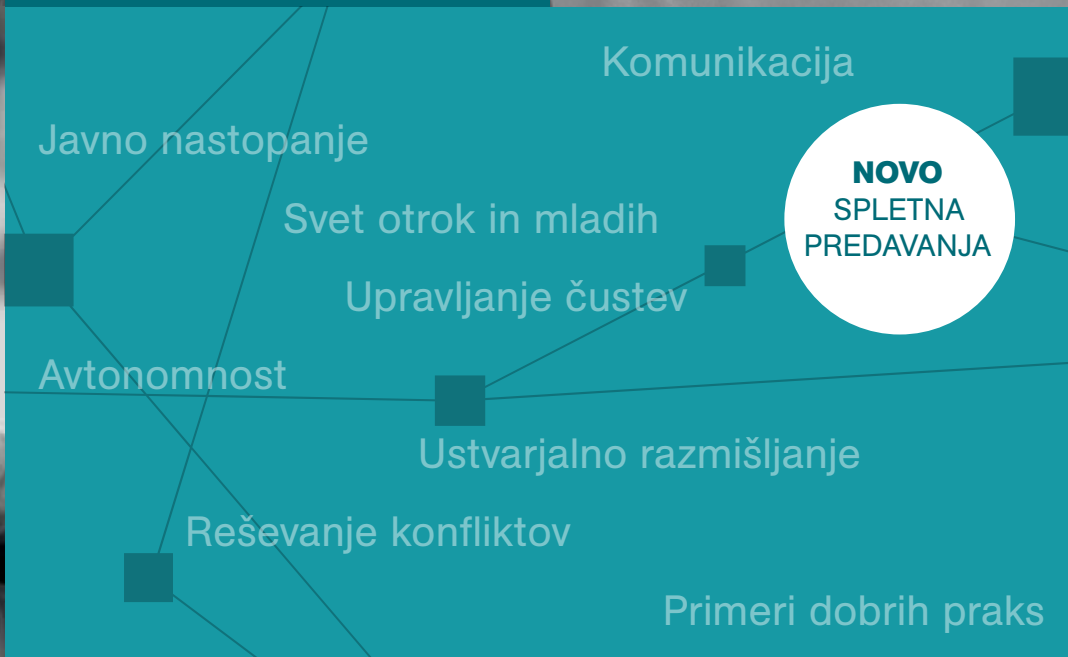 Komunikacija
Javno nastopanje
NOVO
SPLETNA
PREDAVANJA
Svet otrok in mladih
Upravljanje čustev
Avtonomnost
Ustvarjalno razmišljanje
Reševanje konfliktov
Primeri dobrih praks